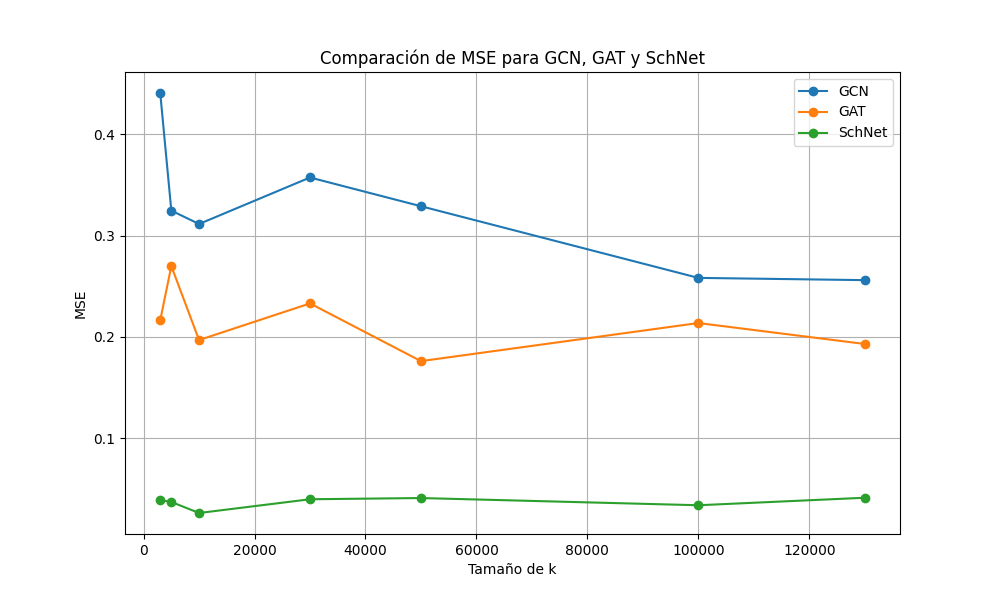 Comparación de MSE para GCN, GAT y SchNet
GCN
GAT
SchNet
MSE
0.4
0.3
0.2
0.1
0 20000 40000 60000 80000 100000 120000
Tamaño de k